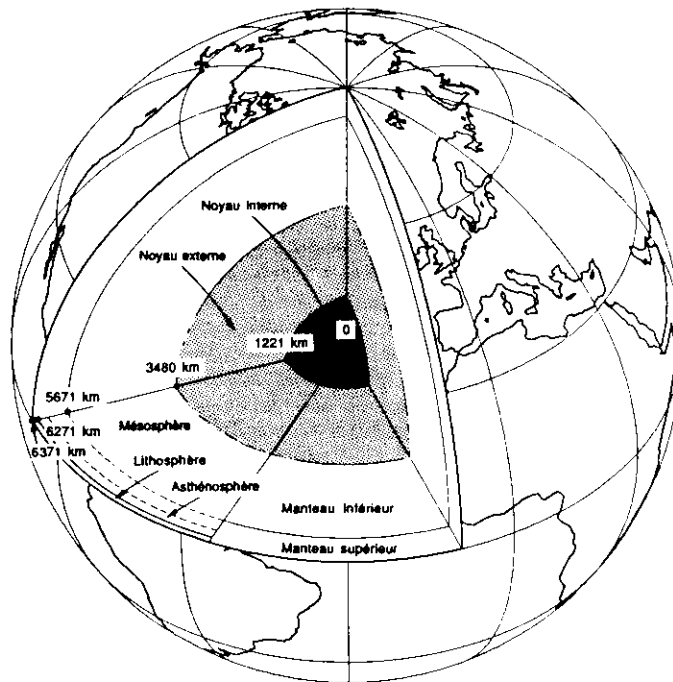 Noyau interne
Noyau externe
0
1221 km
3480 km
5671 km
6271 km
6371 km
Mésosphère
Lithosphère
Asthénosphère
Manteau Inférieur
Manteau supérieur